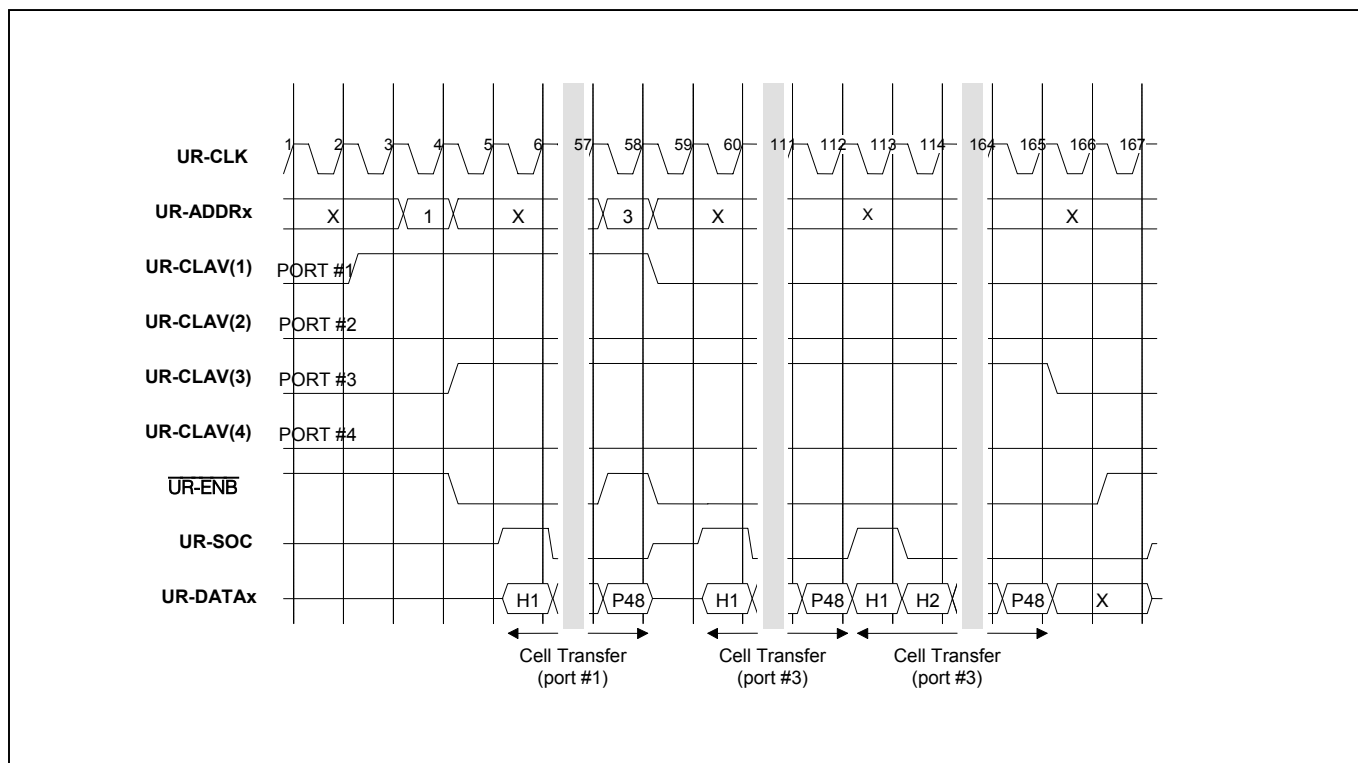 1 2 3 4 5 6 57 58 59 60 111 112 113 114 164 165 166 167
UR-CLK
UR-ADDRx X 1 X 3 X X X
UR-CLAV(1) PORT #1
UR-CLAV(2) PORT #2
UR-CLAV(3) PORT #3
UR-CLAV(4) PORT #4
UR-ENB
UR-SOC
UR-DATAx H1 P48 H1 P48 H1 H2 P48 X
Cell Transfer Cell Transfer Cell Transfer
(port #1) (port #3) (port #3)